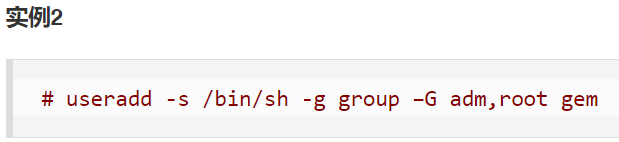 实例2
# useradd -s /bin/sh -g group –G adm,root gem